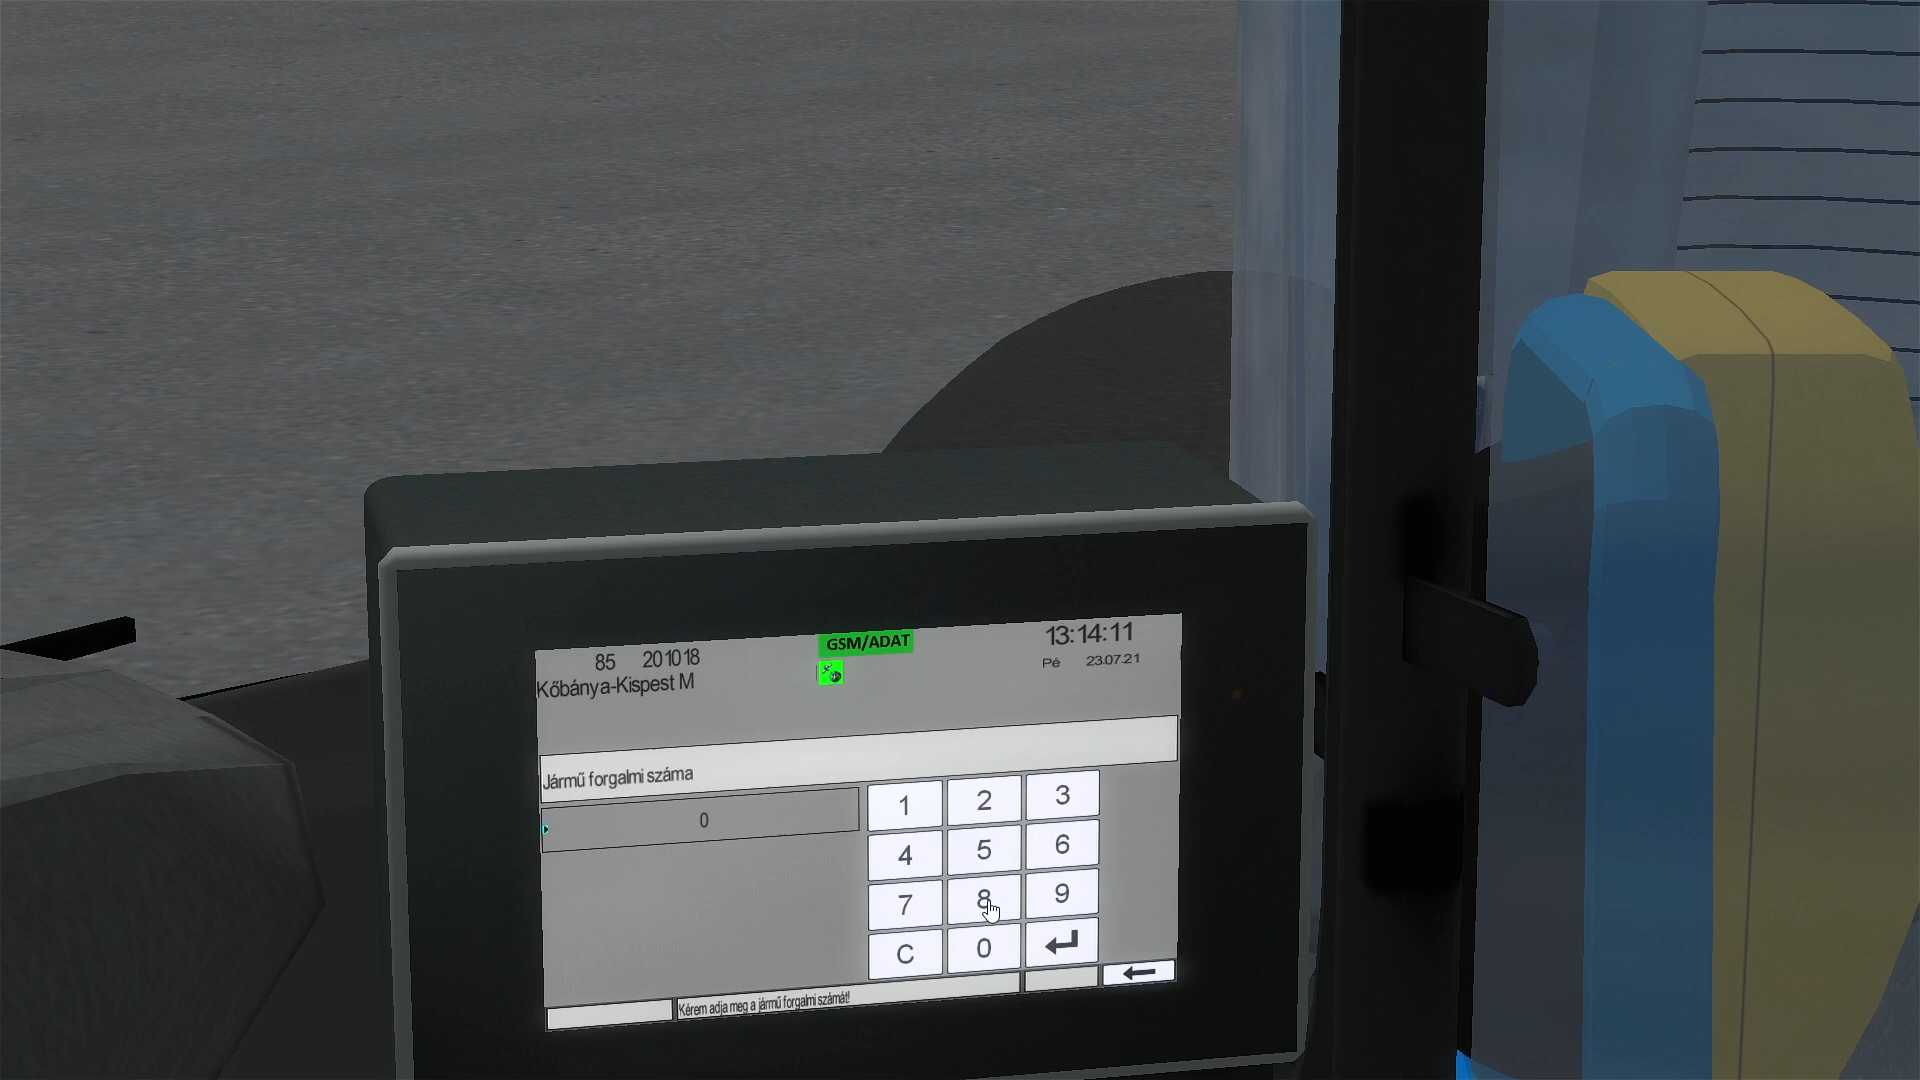 85 201018
GSM/ADAT
13:14:11
Kőbánya-Kispest M
Pé 23.07.21
Jármű forgalmi száma
0
1 2 3
4 5 6
7 8 9
C 0
Kérem adja meg a jármű forgalmi számát!